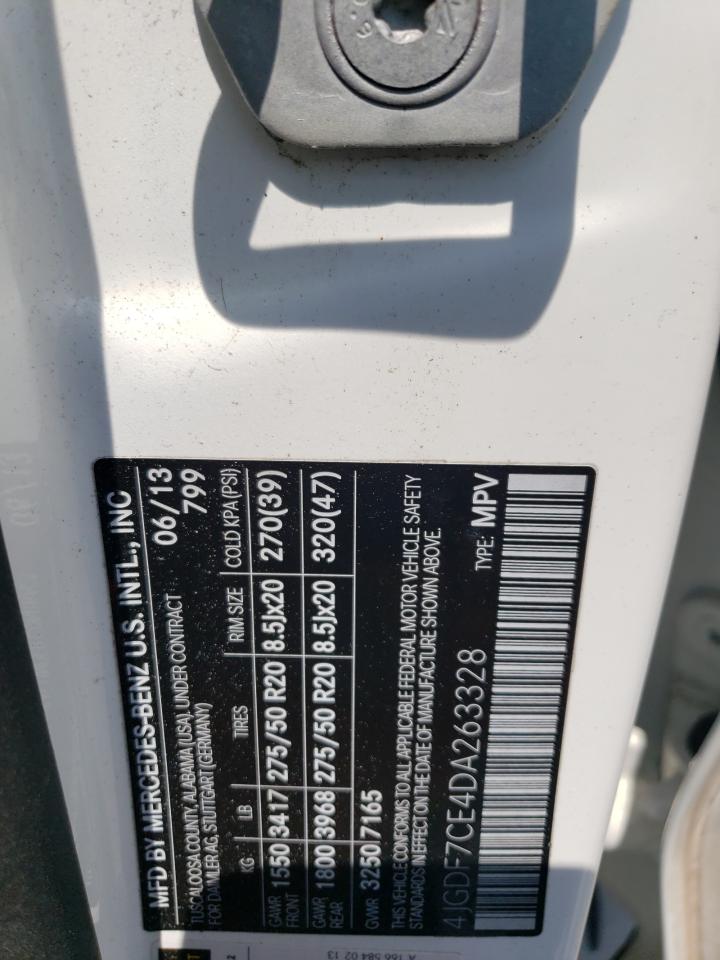 MFD BY MERCEDES-BENZ U.S. INTL., INC
TUSCALOOSA COUNTY, ALABAMA (USA) UNDER CONTRACT 06/13
FOR DAIMLER AG, STUTTGART (GERMANY) 799
KG LB TIRES RIM SIZE COLD KPA(PSI)
GAWR FRONT 1550 3417 275/50 R20 8.5Jx20 270(39)
GAWR REAR 1800 3968 275/50 R20 8.5Jx20 320(47)
GVWR 3250 7165
THIS VEHICLE CONFORMS TO ALL APPLICABLE FEDERAL MOTOR VEHICLE SAFETY
STANDARDS IN EFFECT ON THE DATE OF MANUFACTURE SHOWN ABOVE.
4JGDF7CE4DA263328 TYPE: MPV
A 166 584 02 13